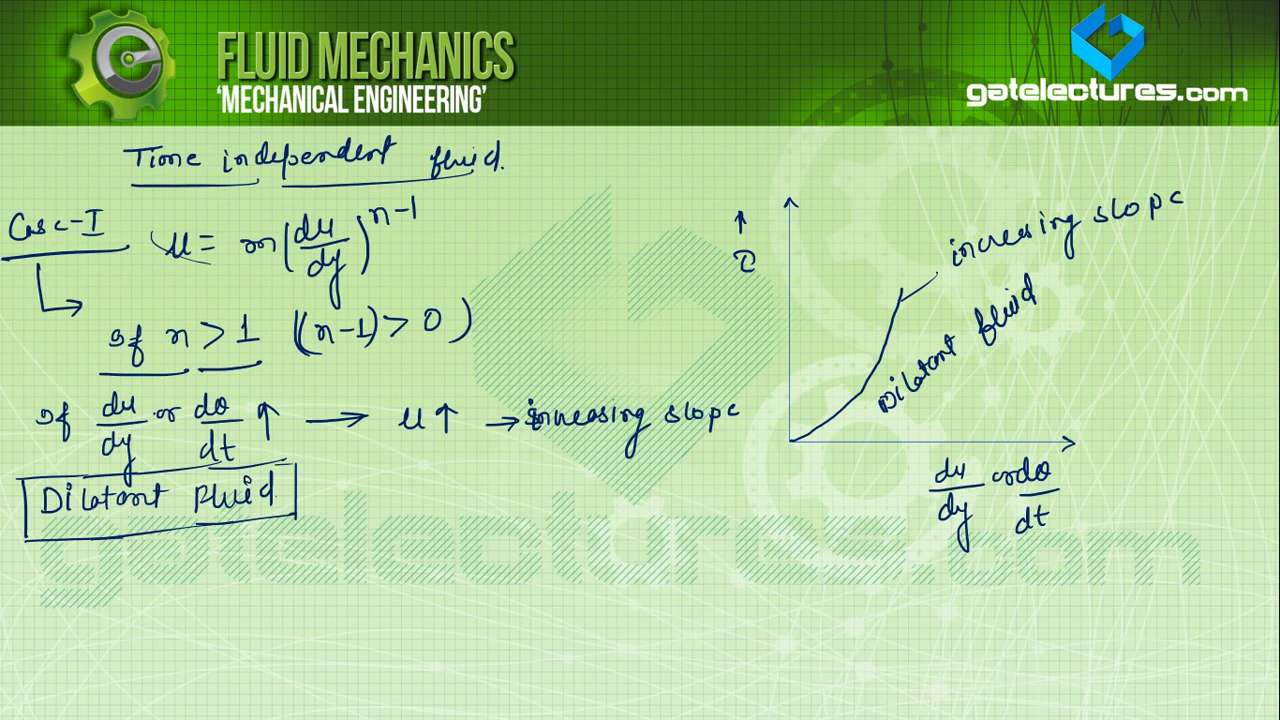 FLUID MECHANICS
'MECHANICAL ENGINEERING'
gatelectures.com
Time independent fluid.
Case-I μ = m(du/dy)^n-1
If n > 1 ((n-1) > 0)
If du/dy or dθ/dt ↑ → μ↑ → increasing slope
Dilatant Fluid
↑
τ
increasing slope
Dilatant fluid
du/dy or dθ/dt
gatelectures.com